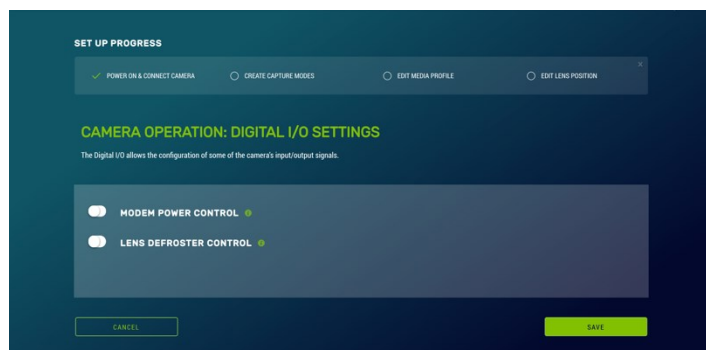 SET UP PROGRESS
POWER ON & CONNECT CAMERA
CREATE CAPTURE MODES
EDIT MEDIA PROFILE
EDIT LENS POSITION
CAMERA OPERATION: DIGITAL I/O SETTINGS
The Digital I/O allows the configuration of some of the camera's input/output signals.
MODEM POWER CONTROL
LENS DEFROSTER CONTROL
CANCEL
SAVE